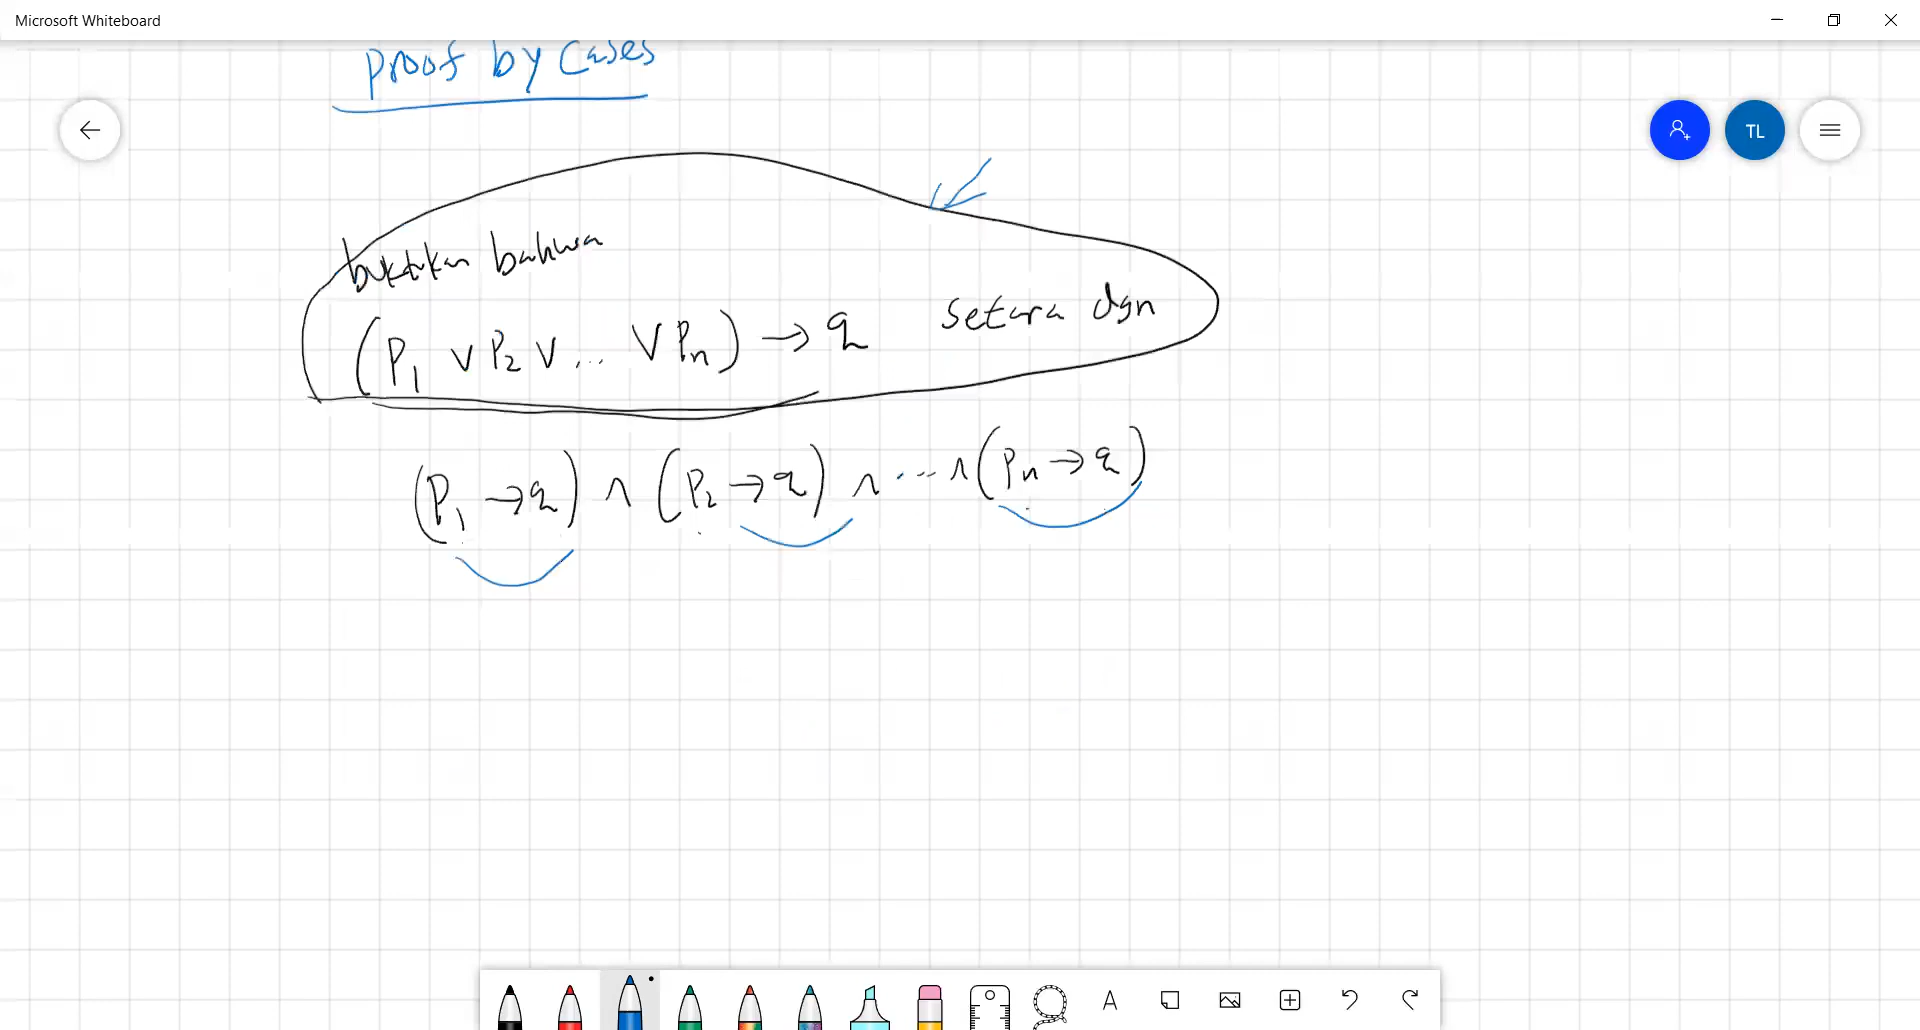 Microsoft Whiteboard
Proof by Cases
TL
buktikan bahwa
(P₁ ∨ P₂ ∨ ... ∨ Pₙ) → q setara dgn
(P₁ → q) ∧ (P₂ → q) ∧ ... ∧ (Pₙ → q)